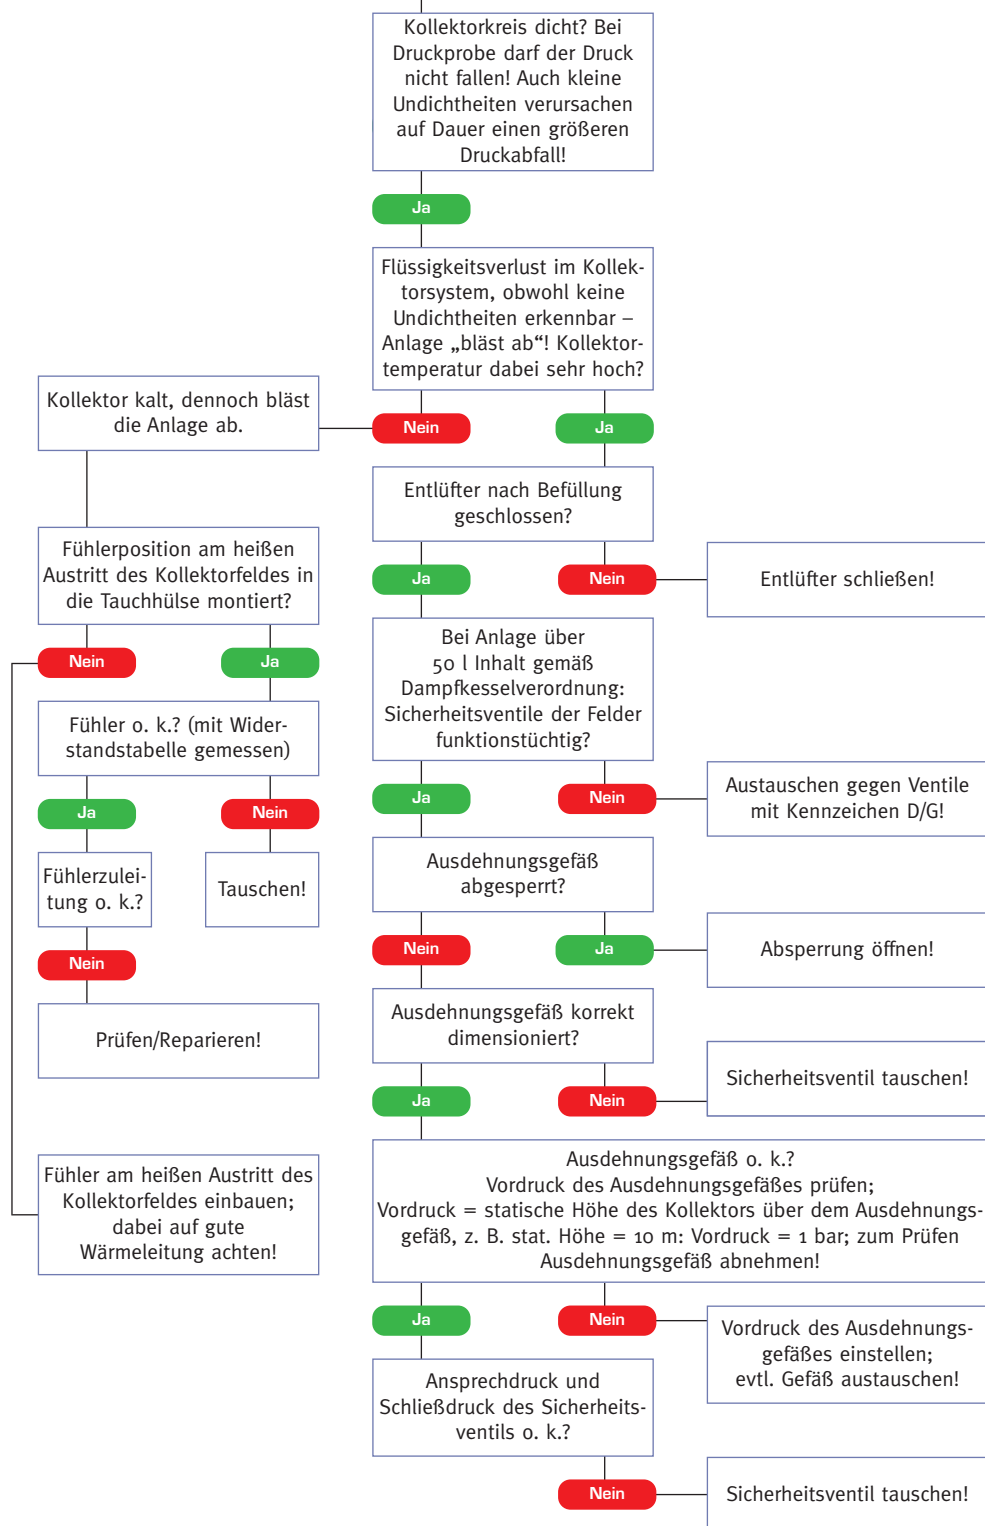 Kollektorkreis dicht? Bei
Druckprobe darf der Druck
nicht fallen! Auch kleine
Undichtheiten verursachen
auf Dauer einen größeren
Druckabfall!
Ja
Flüssigkeitsverlust im Kollek-
torsystem, obwohl keine
Undichtheiten erkennbar –
Anlage „bläst ab“! Kollektor-
temperatur dabei sehr hoch?
Nein
Ja
Kollektor kalt, dennoch bläst
die Anlage ab.
Entlüfter nach Befüllung
geschlossen?
Ja
Nein
Entlüfter schließen!
Fühlerposition am heißen
Austritt des Kollektorfeldes in
die Tauchhülse montiert?
Nein
Ja
Bei Anlage über
50 l Inhalt gemäß
Dampfkesselverordnung:
Sicherheitsventile der Felder
funktionstüchtig?
Ja
Nein
Austauschen gegen Ventile
mit Kennzeichen D/G!
Fühler o. k.? (mit Wider-
standstabelle gemessen)
Ja
Nein
Fühlerzulei-
tung o. k.?
Tauschen!
Nein
Prüfen/Reparieren!
Ausdehnungsgefäß
abgesperrt?
Nein
Ja
Absperrung öffnen!
Ausdehnungsgefäß korrekt
dimensioniert?
Ja
Nein
Sicherheitsventil tauschen!
Fühler am heißen Austritt des
Kollektorfeldes einbauen;
dabei auf gute
Wärmeleitung achten!
Ausdehnungsgefäß o. k.?
Vordruck des Ausdehnungsgefäßes prüfen;
Vordruck = statische Höhe des Kollektors über dem Ausdehnungs-
gefäß, z. B. stat. Höhe = 10 m: Vordruck = 1 bar; zum Prüfen
Ausdehnungsgefäß abnehmen!
Ja
Nein
Vordruck des Ausdehnungs-
gefäßes einstellen;
evtl. Gefäß austauschen!
Ansprechdruck und
Schließdruck des Sicherheits-
ventils o. k.?
Nein
Sicherheitsventil tauschen!